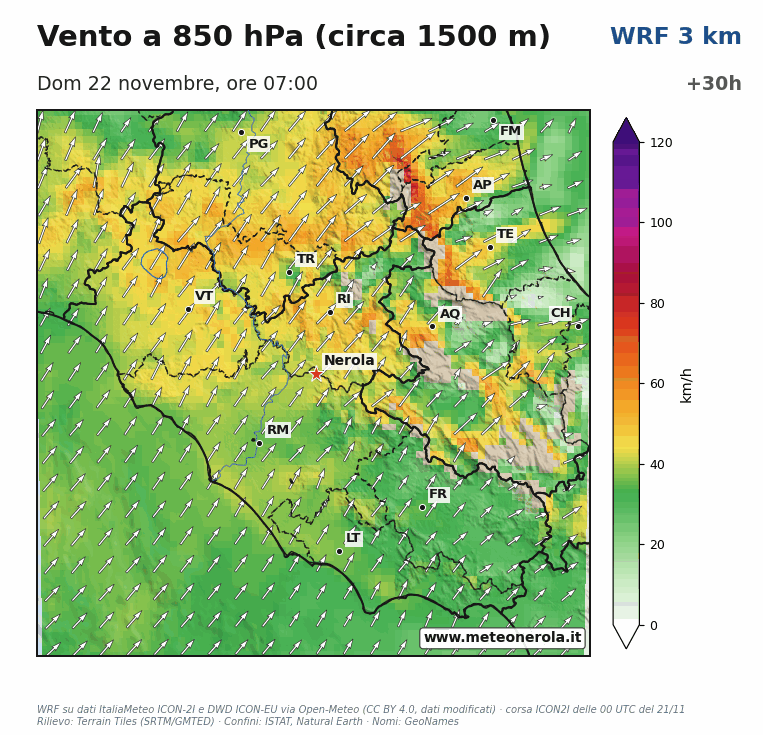 Vento a 850 hPa (circa 1500 m)
WRF 3 km
Dom 22 novembre, ore 07:00
+30h
FM
PG
AP
TE
TR
VT
RI
AQ
CH
Nerola
RM
FR
LT
www.meteonerola.it
120
100
80
60
40
20
0
km/h
WRF su dati ItaliaMeteo ICON-2I e DWD ICON-EU via Open-Meteo (CC BY 4.0, dati modificati) · corsa ICON2I delle 00 UTC del 21/11
Rilievo: Terrain Tiles (SRTM/GMTED) · Confini: ISTAT, Natural Earth · Nomi: GeoNames